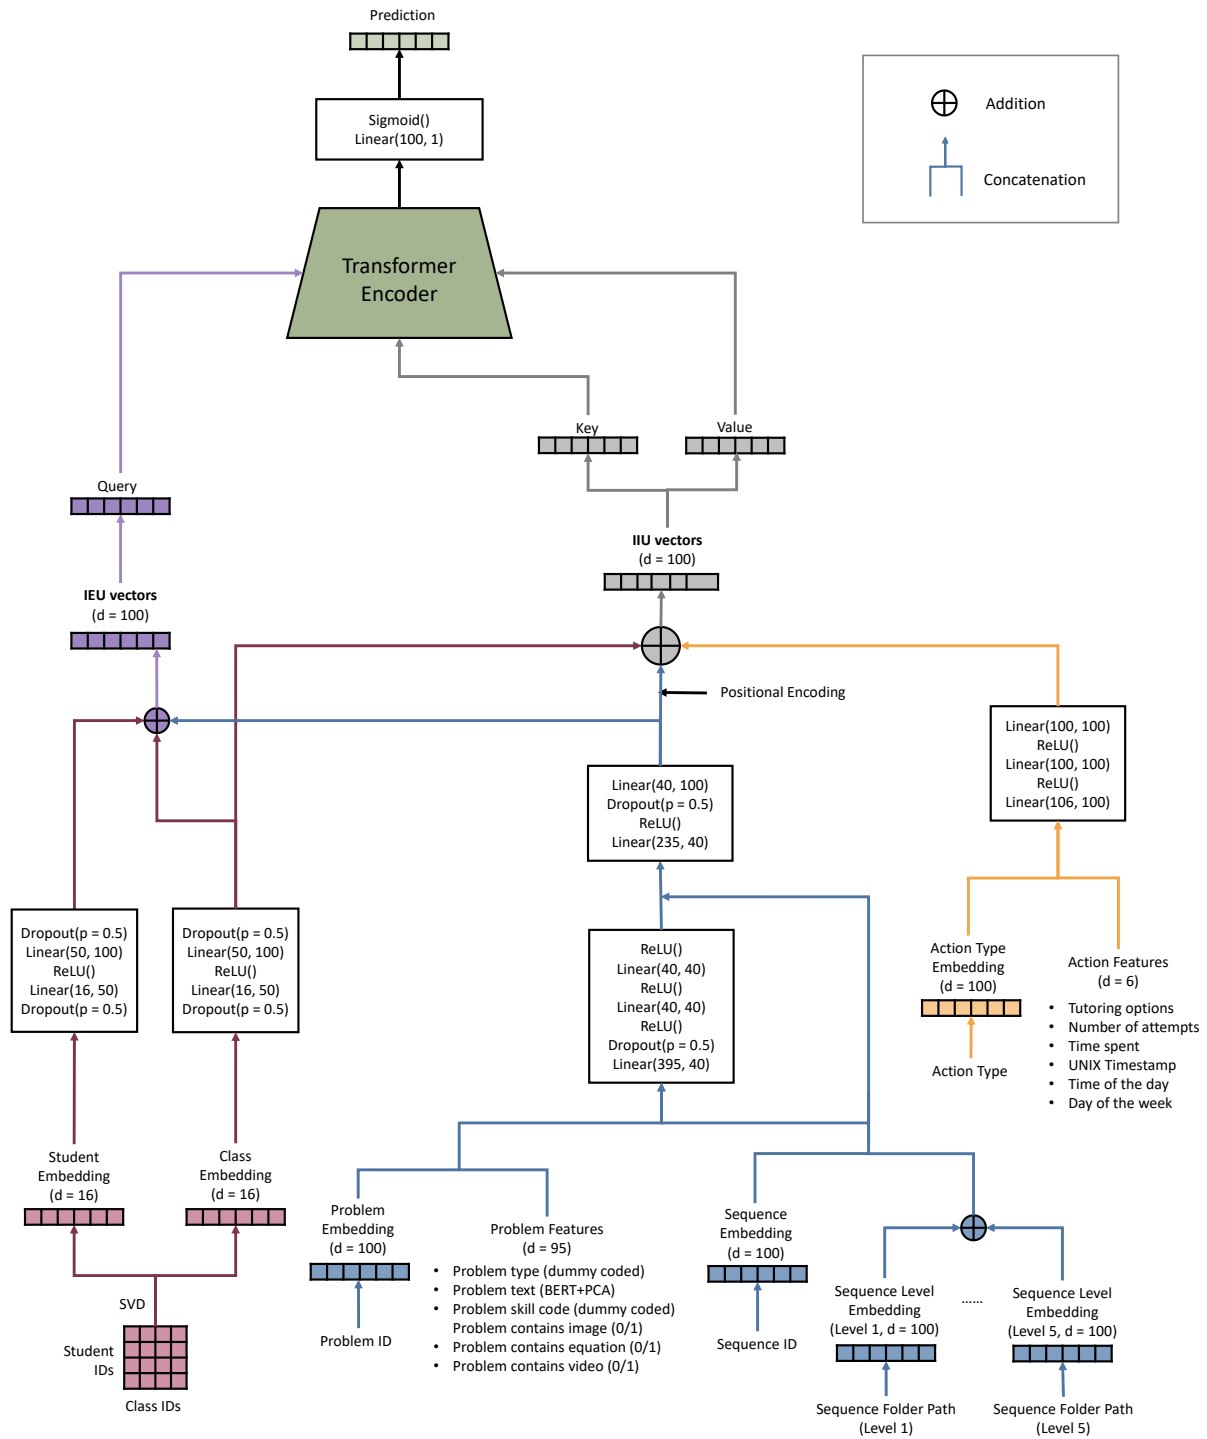 Prediction
Sigmoid()
Linear(100, 1)
Addition
Concatenation
Transformer
Encoder
Key
Value
Query
IIU vectors
(d = 100)
IEU vectors
(d = 100)
Positional Encoding
Linear(100, 100)
ReLU()
Linear(100, 100)
ReLU()
Linear(106, 100)
Linear(40, 100)
Dropout(p = 0.5)
ReLU()
Linear(235, 40)
Dropout(p = 0.5)
Linear(50, 100)
ReLU()
Linear(16, 50)
Dropout(p = 0.5)
Dropout(p = 0.5)
Linear(50, 100)
ReLU()
Linear(16, 50)
Dropout(p = 0.5)
ReLU()
Linear(40, 40)
ReLU()
Linear(40, 40)
ReLU()
Dropout(p = 0.5)
Linear(395, 40)
Action Type
Embedding
(d = 100)
Action Type
Action Features
(d = 6)
• Tutoring options
• Number of attempts
• Time spent
• UNIX Timestamp
• Time of the day
• Day of the week
Student
Embedding
(d = 16)
Class
Embedding
(d = 16)
SVD
Student
IDs
Class IDs
Problem
Embedding
(d = 100)
Problem ID
Problem Features
(d = 95)
• Problem type (dummy coded)
• Problem text (BERT+PCA)
• Problem skill code (dummy coded)
Problem contains image (0/1)
• Problem contains equation (0/1)
• Problem contains video (0/1)
Sequence
Embedding
(d = 100)
Sequence ID
Sequence Level
Embedding
(Level 1, d = 100)
......
Sequence Level
Embedding
(Level 5, d = 100)
Sequence Folder Path
(Level 1)
Sequence Folder Path
(Level 5)